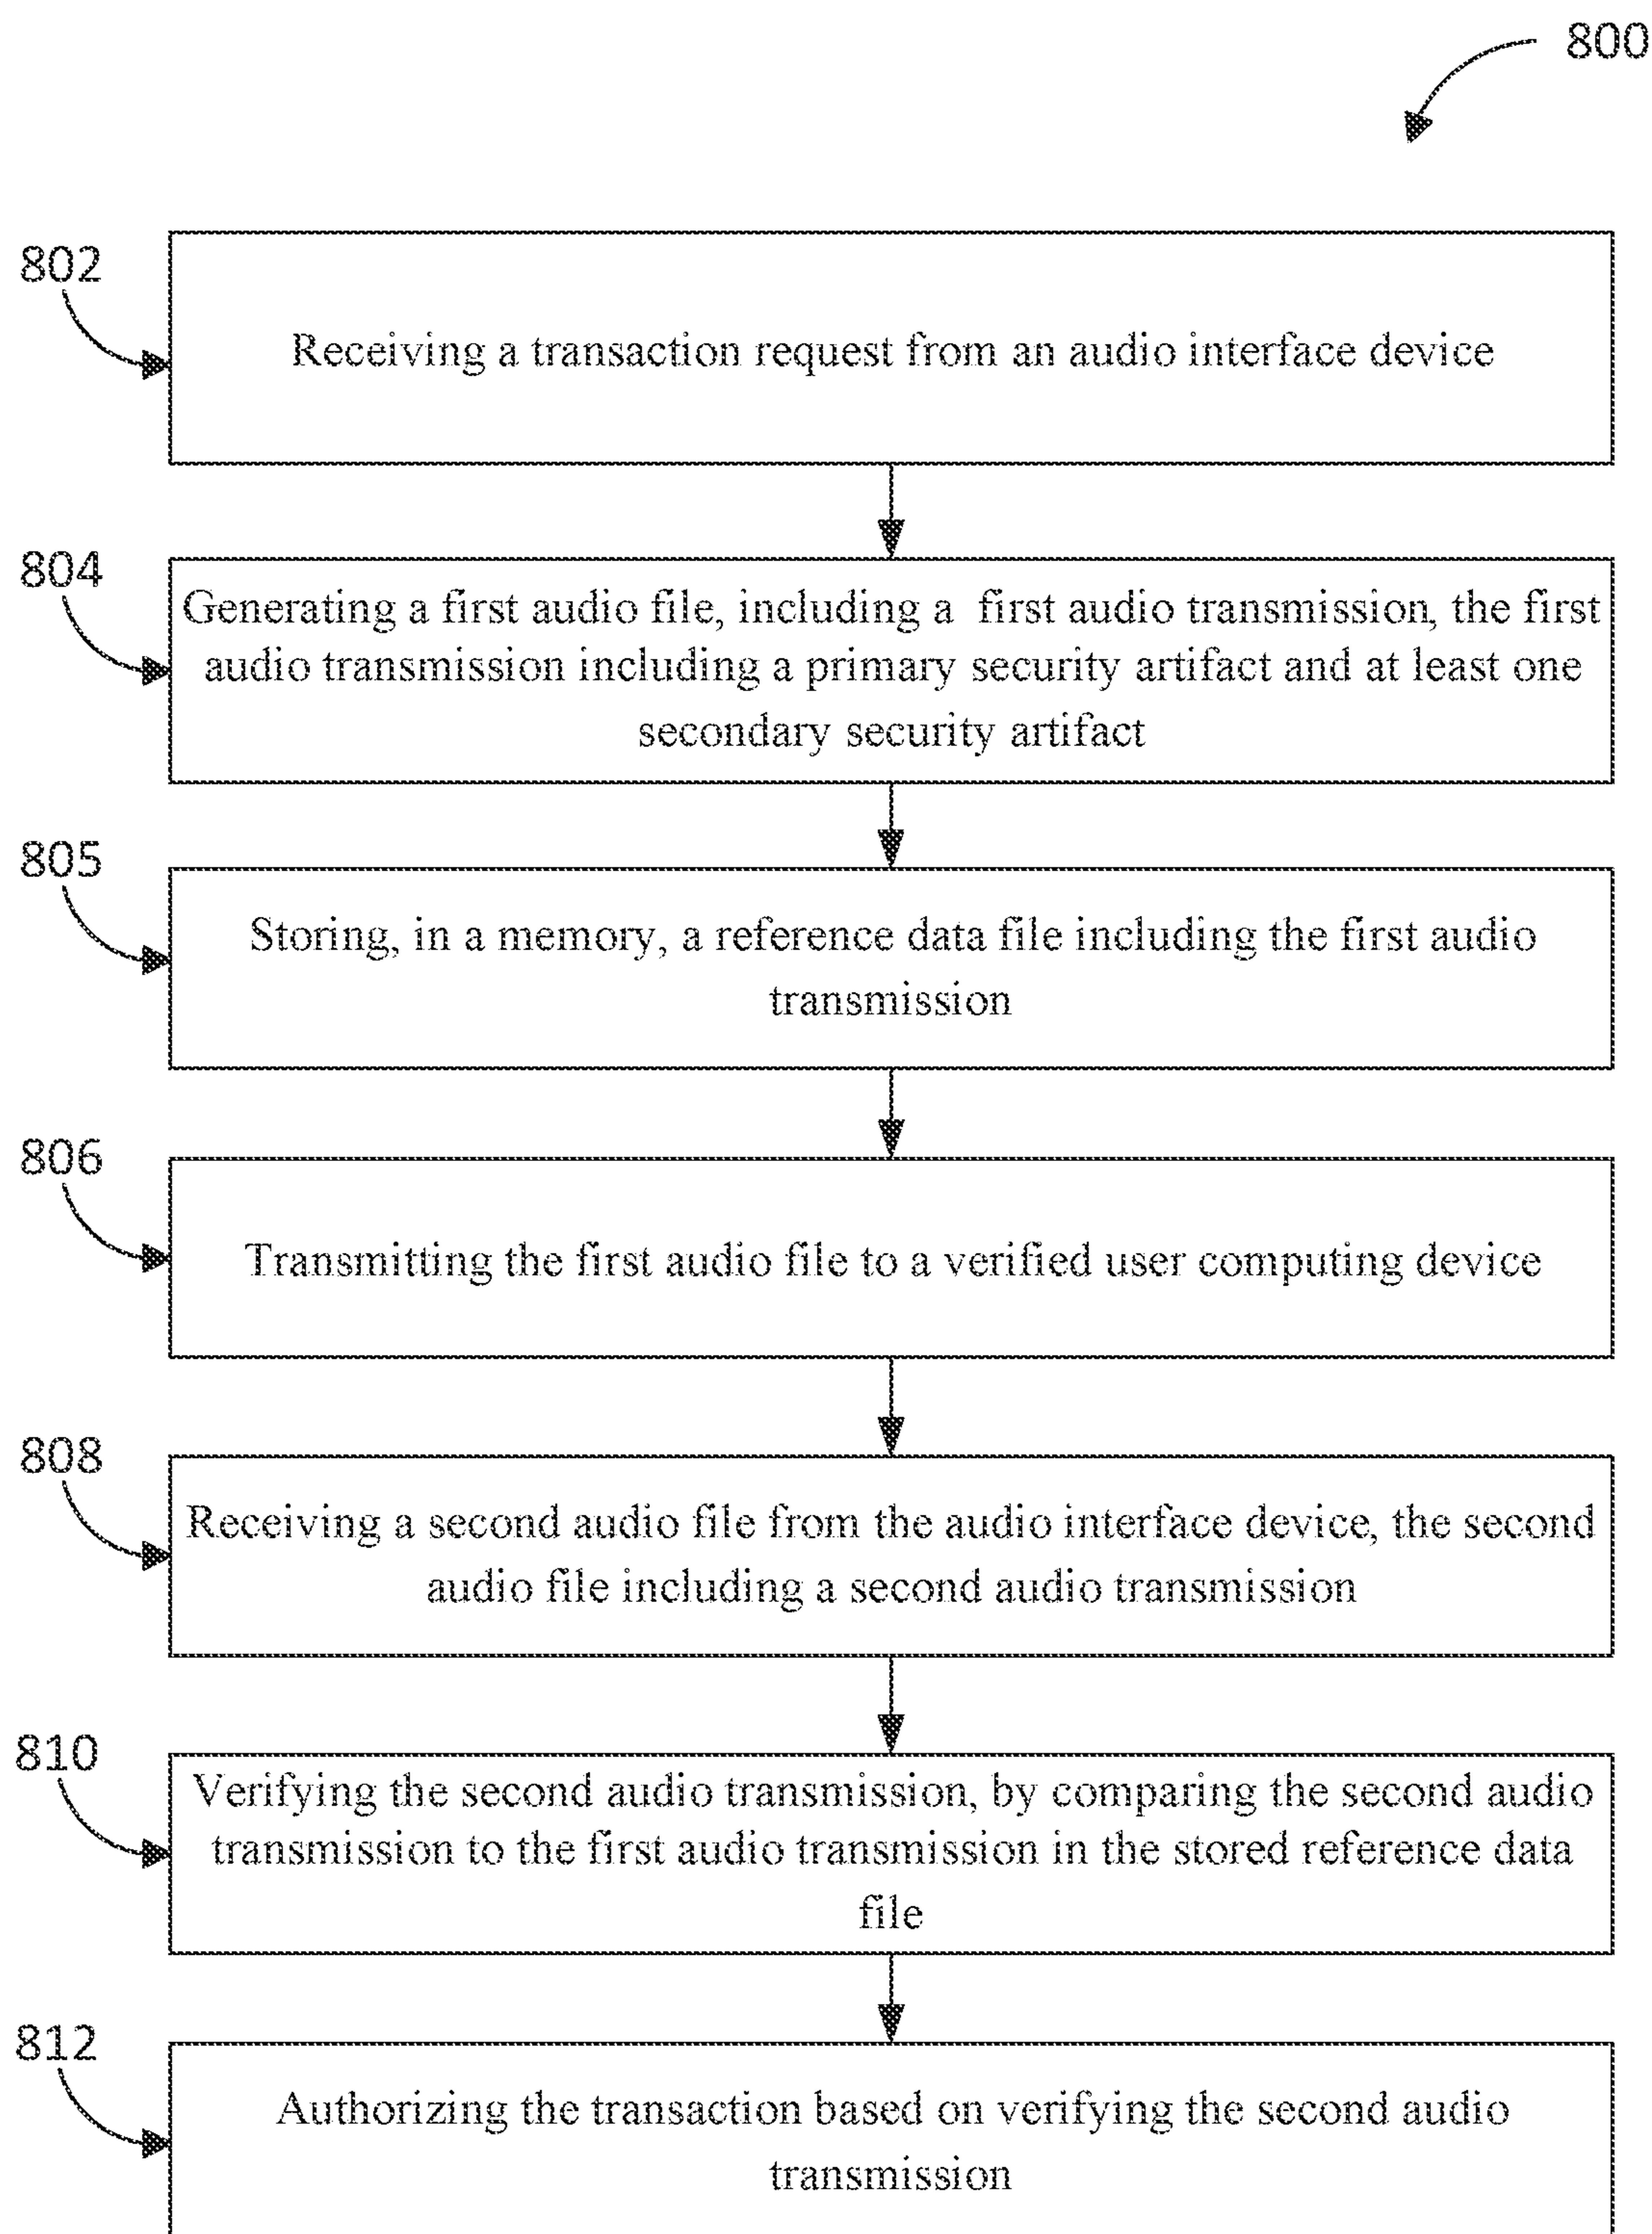 800
802
Receiving a transaction request from an audio interface device
804
Generating a first audio file, including a first audio transmission, the first
audio transmission including a primary security artifact and at least one
secondary security artifact
805
Storing, in a memory, a reference data file including the first audio
transmission
806
Transmitting the first audio file to a verified user computing device
808
Receiving a second audio file from the audio interface device, the second
audio file including a second audio transmission
810
Verifying the second audio transmission, by comparing the second audio
transmission to the first audio transmission in the stored reference data
file
812
Authorizing the transaction based on verifying the second audio
transmission